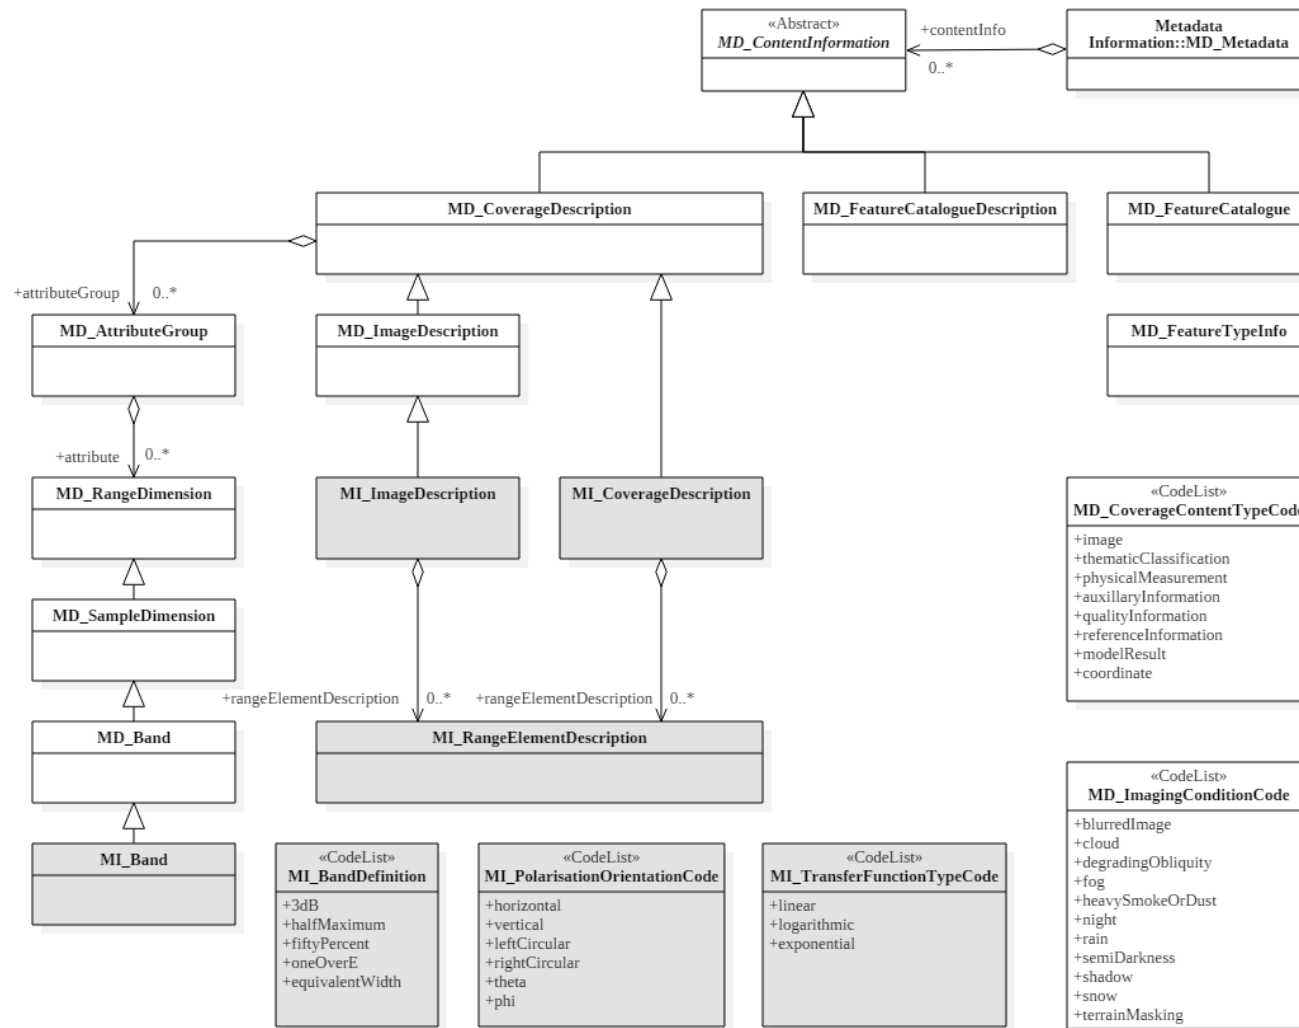 «Abstract»
MD_ContentInformation
+contentInfo
0..*
Metadata
Information::MD_Metadata
MD_CoverageDescription
MD_FeatureCatalogueDescription
MD_FeatureCatalogue
+attributeGroup
0..*
MD_AttributeGroup
MD_ImageDescription
MD_FeatureTypeInfo
+attribute
0..*
MD_RangeDimension
MI_ImageDescription
MI_CoverageDescription
«CodeList»
MD_CoverageContentTypeCode
+image
+thematicClassification
+physicalMeasurement
+auxillaryInformation
+qualityInformation
+referenceInformation
+modelResult
+coordinate
MD_SampleDimension
+rangeElementDescription
0..*
+rangeElementDescription
0..*
MD_Band
MI_RangeElementDescription
«CodeList»
MD_ImagingConditionCode
+blurredImage
+cloud
+degradingObliquity
+fog
+heavySmokeOrDust
+night
+rain
+semiDarkness
+shadow
+snow
+terrainMasking
MI_Band
«CodeList»
MI_BandDefinition
+3dB
+halfMaximum
+fiftyPercent
+oneOverE
+equivalentWidth
«CodeList»
MI_PolarisationOrientationCode
+horizontal
+vertical
+leftCircular
+rightCircular
+theta
+phi
«CodeList»
MI_TransferFunctionTypeCode
+linear
+logarithmic
+exponential